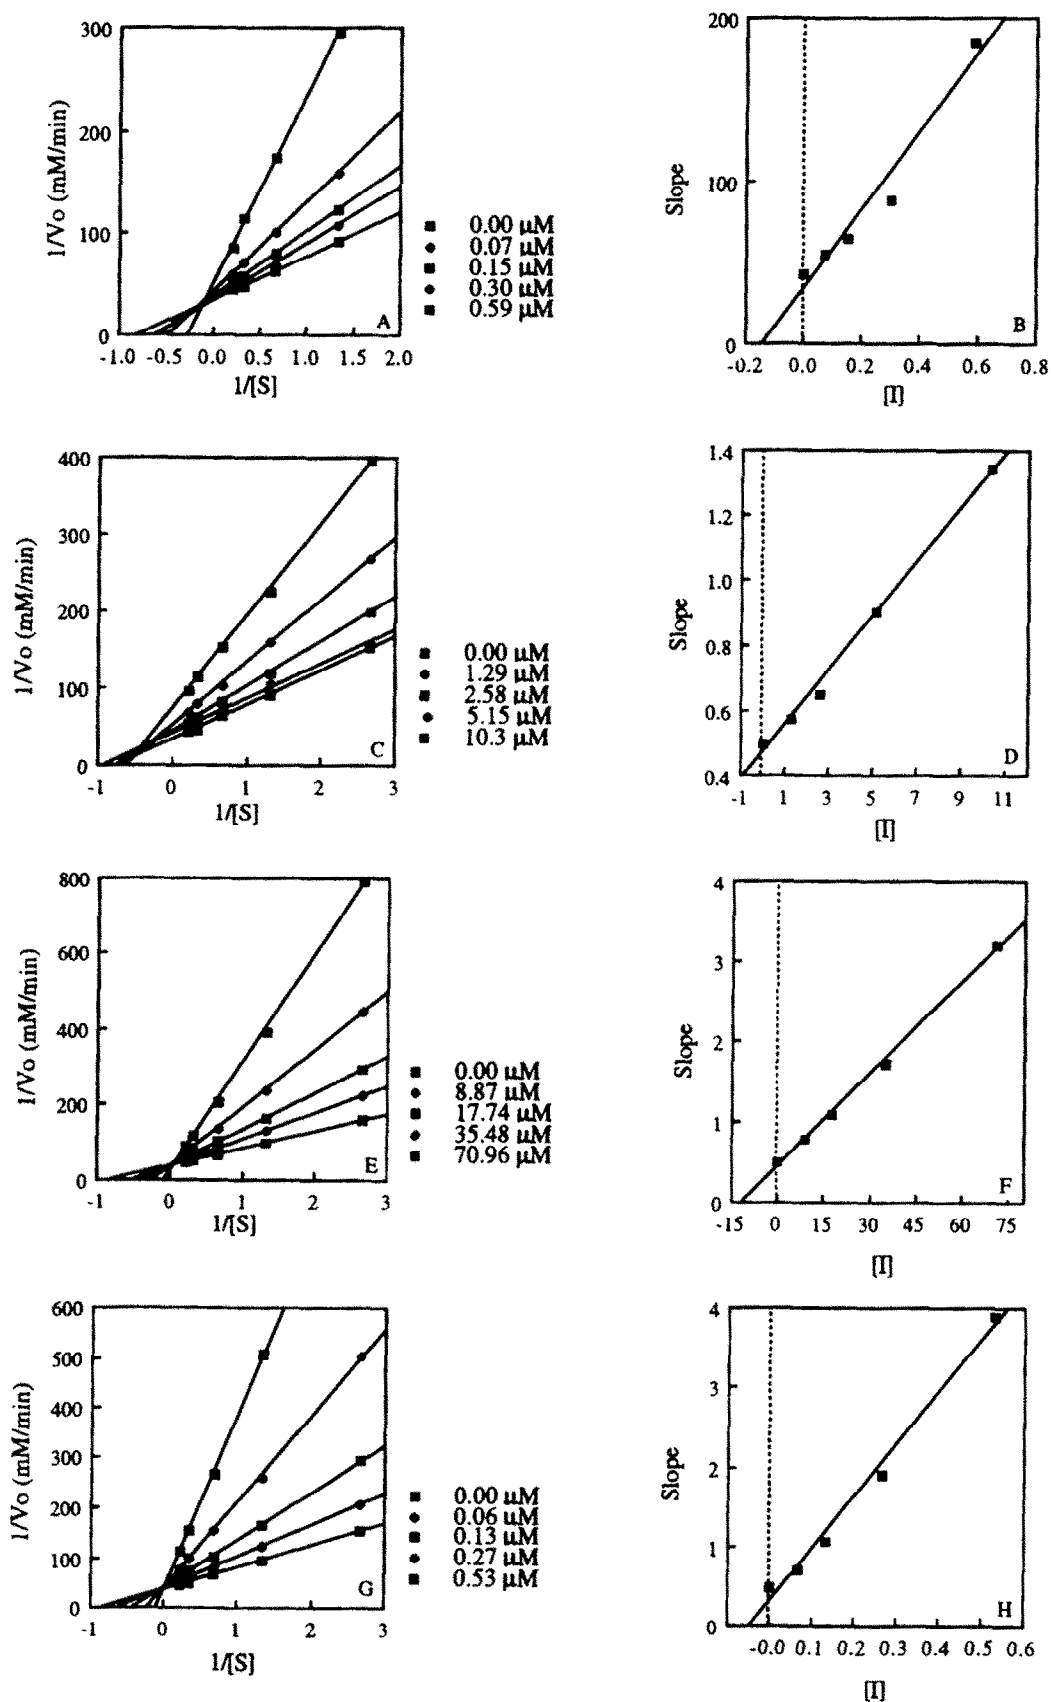 300
200
100
0
1/Vo (mM/min)
-1.0 -0.5 0.0 0.5 1.0 1.5 2.0
1/[S]
A
0.00 µM
0.07 µM
0.15 µM
0.30 µM
0.59 µM
200
100
0
Slope
-0.2 0.0 0.2 0.4 0.6 0.8
[I]
B
400
300
200
100
0
1/Vo (mM/min)
-1 0 1 2 3
1/[S]
C
0.00 µM
1.29 µM
2.58 µM
5.15 µM
10.3 µM
1.4
1.2
1.0
0.8
0.6
0.4
Slope
-1 1 3 5 7 9 11
[I]
D
800
600
400
200
0
1/Vo (mM/min)
-1 0 1 2 3
1/[S]
E
0.00 µM
8.87 µM
17.74 µM
35.48 µM
70.96 µM
4
3
2
1
0
Slope
-15 0 15 30 45 60 75
[I]
F
600
500
400
300
200
100
0
1/Vo (mM/min)
-1 0 1 2 3
1/[S]
G
0.00 µM
0.06 µM
0.13 µM
0.27 µM
0.53 µM
4
3
2
1
0
Slope
-0.0 0.1 0.2 0.3 0.4 0.5 0.6
[I]
H